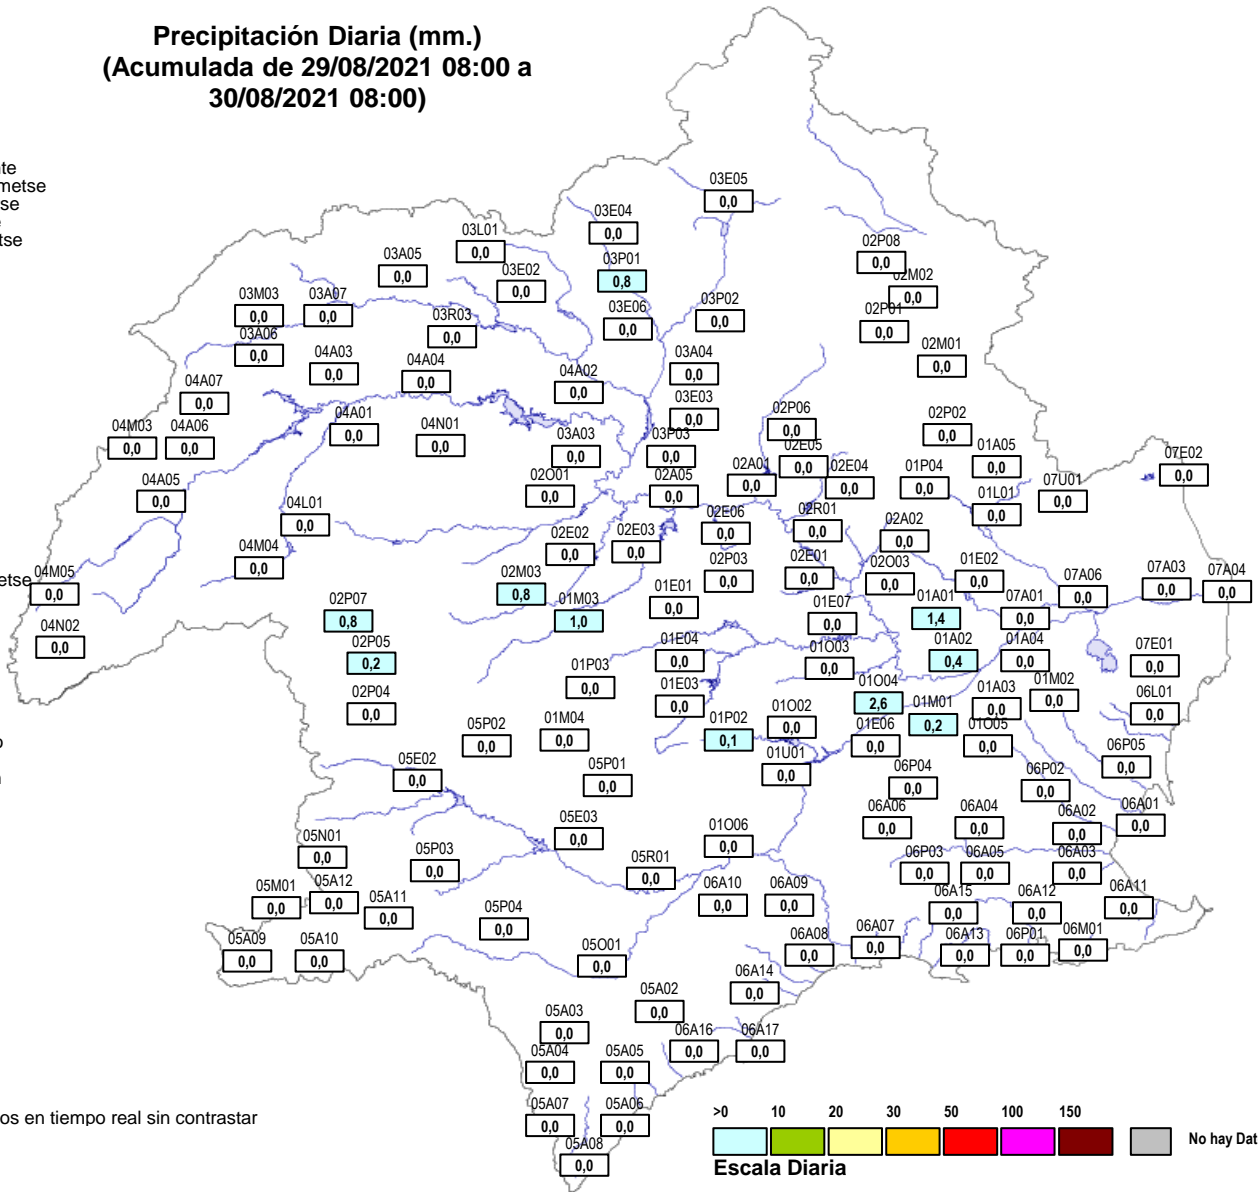 Precipitación Diaria (mm.)
(Acumulada de 29/08/2021 08:00 a
30/08/2021 08:00)
03E05
0,0
03E04
0,0
03L01
0,0
03P01
0,8
03A05
0,0
03E02
0,0
02P08
0,0
02M02
0,0
03M03
0,0
03A07
0,0
03R03
0,0
03E06
0,0
03P02
0,0
02P01
0,0
03A06
0,0
04A03
0,0
04A04
0,0
04A02
0,0
03A04
0,0
02M01
0,0
04A07
0,0
03E03
0,0
04M03
0,0
04A06
0,0
04A01
0,0
04N01
0,0
03A03
0,0
03P03
0,0
02P06
0,0
02P02
0,0
02E05
0,0
01A05
0,0
07E02
0,0
04A05
0,0
02O01
0,0
02A05
0,0
02A01
0,0
02E04
0,0
01P04
0,0
07U01
0,0
01L01
0,0
04L01
0,0
02E06
0,0
02R01
0,0
02A02
0,0
02E02
0,0
02E03
0,0
04M04
0,0
metse
04M05
0,0
02M03
0,8
02P03
0,0
02E01
0,0
02O03
0,0
01E02
0,0
07A06
0,0
07A03
0,0
07A04
0,0
02P07
0,8
01M03
1,0
01E01
0,0
01E07
0,0
01A01
1,4
07A01
0,0
04N02
0,0
02P05
0,2
01E04
0,0
01O03
0,0
01A02
0,4
01A04
0,0
07E01
0,0
01P03
0,0
01E03
0,0
01O04
2,6
01A03
0,0
01M02
0,0
06L01
0,0
02P04
0,0
05P02
0,0
01M04
0,0
01P02
0,1
01O02
0,0
01M01
0,2
01E06
0,0
01O05
0,0
06P05
0,0
05E02
0,0
05P01
0,0
01U01
0,0
06P04
0,0
06P02
0,0
05E03
0,0
01O06
0,0
06A06
0,0
06A04
0,0
06A02
0,0
06A01
0,0
05N01
0,0
05P03
0,0
05R01
0,0
06P03
0,0
06A05
0,0
06A03
0,0
05M01
0,0
05A12
0,0
05A11
0,0
06A10
0,0
06A09
0,0
06A15
0,0
06A12
0,0
06A11
0,0
05P04
0,0
05A09
0,0
05A10
0,0
05O01
0,0
06A08
0,0
06A07
0,0
06A13
0,0
06P01
0,0
06M01
0,0
06A14
0,0
05A02
0,0
05A03
0,0
06A16
0,0
06A17
0,0
05A04
0,0
05A05
0,0
05A07
0,0
05A06
0,0
05A08
0,0
os en tiempo real sin contrastar
>0 10 20 30 50 100 150
No hay Dat
Escala Diaria